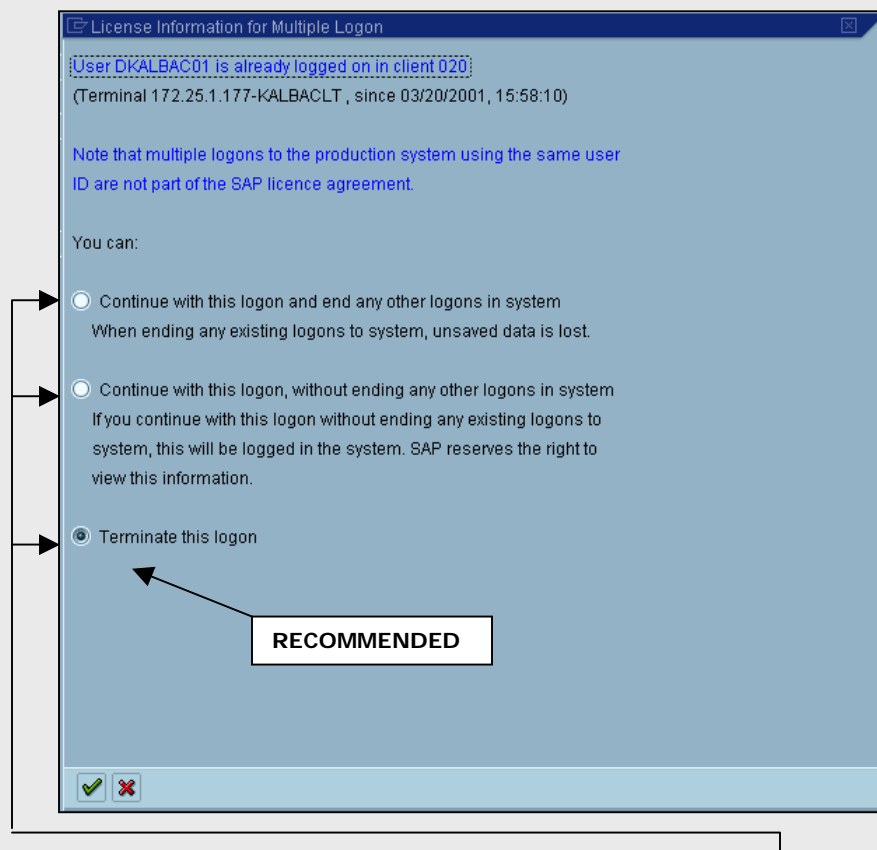 License Information for Multiple Logon
User DKALBAC01 is already logged on in client 020
(Terminal 172.25.1.177-KALBACLT , since 03/20/2001, 15:58:10)
Note that multiple logons to the production system using the same user
ID are not part of the SAP licence agreement.
You can:
Continue with this logon and end any other logons in system
When ending any existing logons to system, unsaved data is lost.
Continue with this logon, without ending any other logons in system
If you continue with this logon without ending any existing logons to
system, this will be logged in the system. SAP reserves the right to
view this information.
Terminate this logon
RECOMMENDED